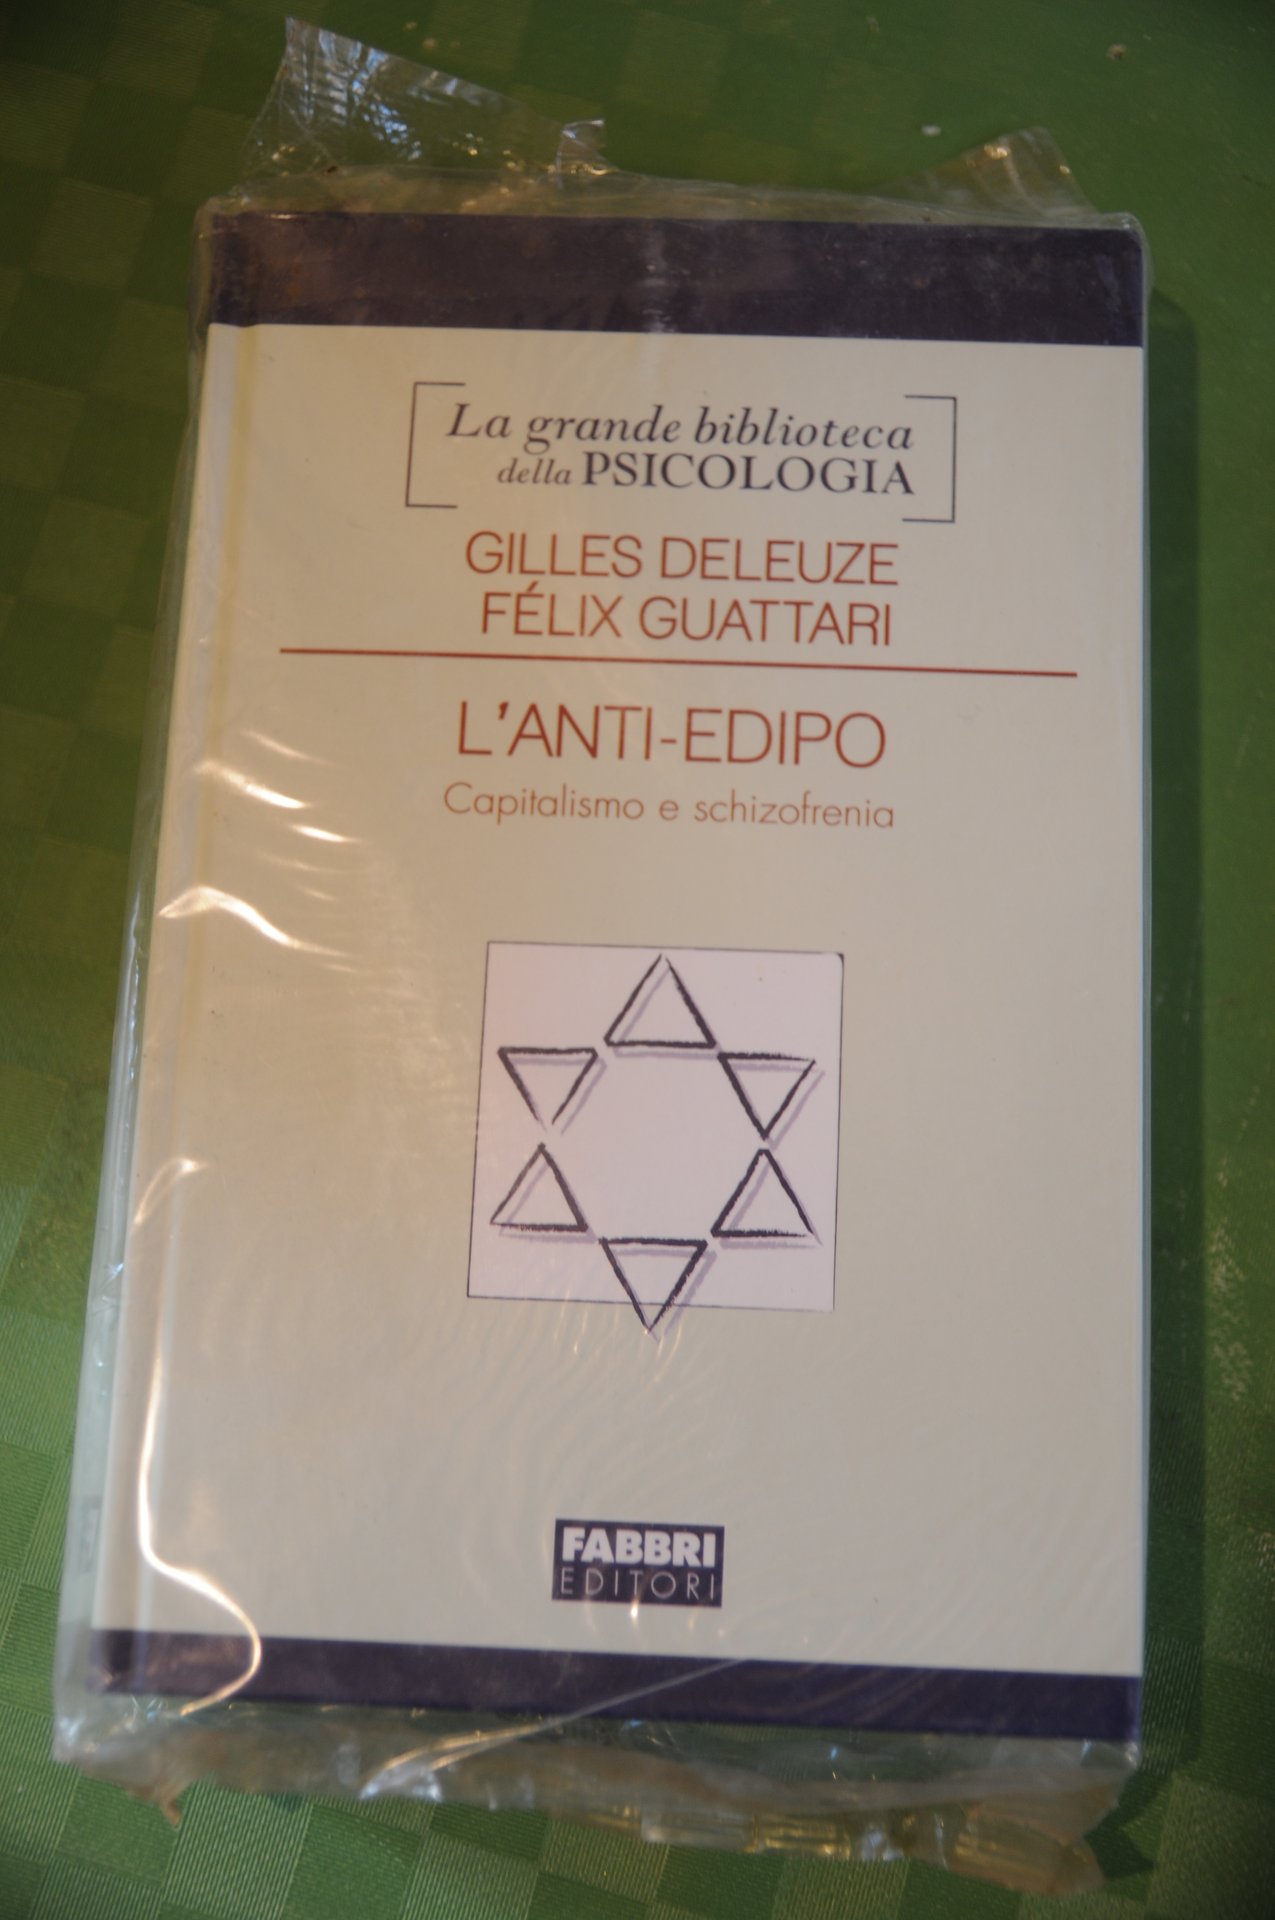 La grande biblioteca
della PSICOLOGIA
GILLES DELEUZE
FÉLIX GUATTARI
L'ANTI-EDIPO
Capitalismo e schizofrenia
FABBRI
EDITORI